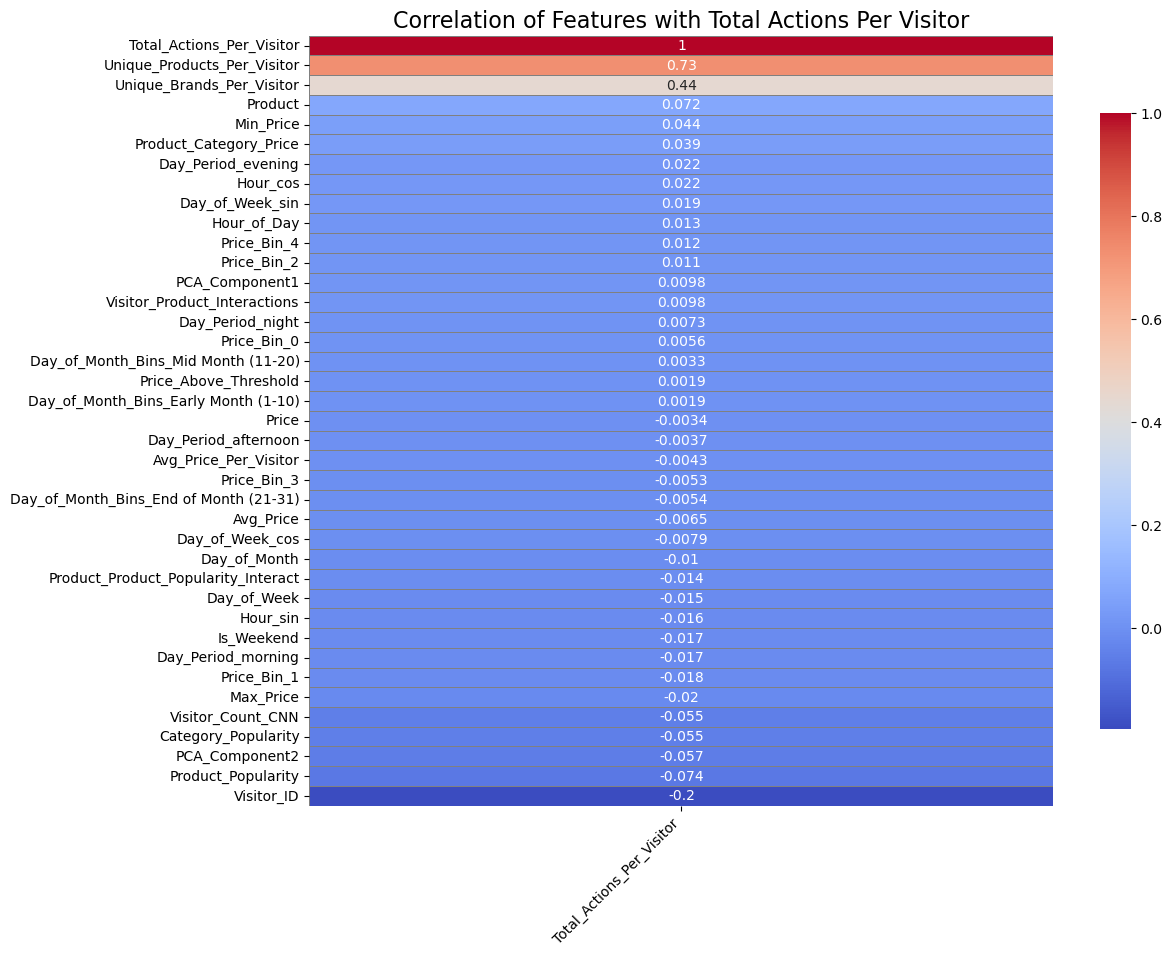 Correlation of Features with Total Actions Per Visitor
Total_Actions_Per_Visitor 1
Unique_Products_Per_Visitor 0.73
Unique_Brands_Per_Visitor 0.44
Product 0.072
Min_Price 0.044
Product_Category_Price 0.039
Day_Period_evening 0.022
Hour_cos 0.022
Day_of_Week_sin 0.019
Hour_of_Day 0.013
Price_Bin_4 0.012
Price_Bin_2 0.011
PCA_Component1 0.0098
Visitor_Product_Interactions 0.0098
Day_Period_night 0.0073
Price_Bin_0 0.0056
Day_of_Month_Bins_Mid Month (11-20) 0.0033
Price_Above_Threshold 0.0019
Day_of_Month_Bins_Early Month (1-10) 0.0019
Price -0.0034
Day_Period_afternoon -0.0037
Avg_Price_Per_Visitor -0.0043
Price_Bin_3 -0.0053
Day_of_Month_Bins_End of Month (21-31) -0.0054
Avg_Price -0.0065
Day_of_Week_cos -0.0079
Day_of_Month -0.01
Product_Product_Popularity_Interact -0.014
Day_of_Week -0.015
Hour_sin -0.016
Is_Weekend -0.017
Day_Period_morning -0.017
Price_Bin_1 -0.018
Max_Price -0.02
Visitor_Count_CNN -0.055
Category_Popularity -0.055
PCA_Component2 -0.057
Product_Popularity -0.074
Visitor_ID -0.2
Total_Actions_Per_Visitor
1.0
0.8
0.6
0.4
0.2
0.0